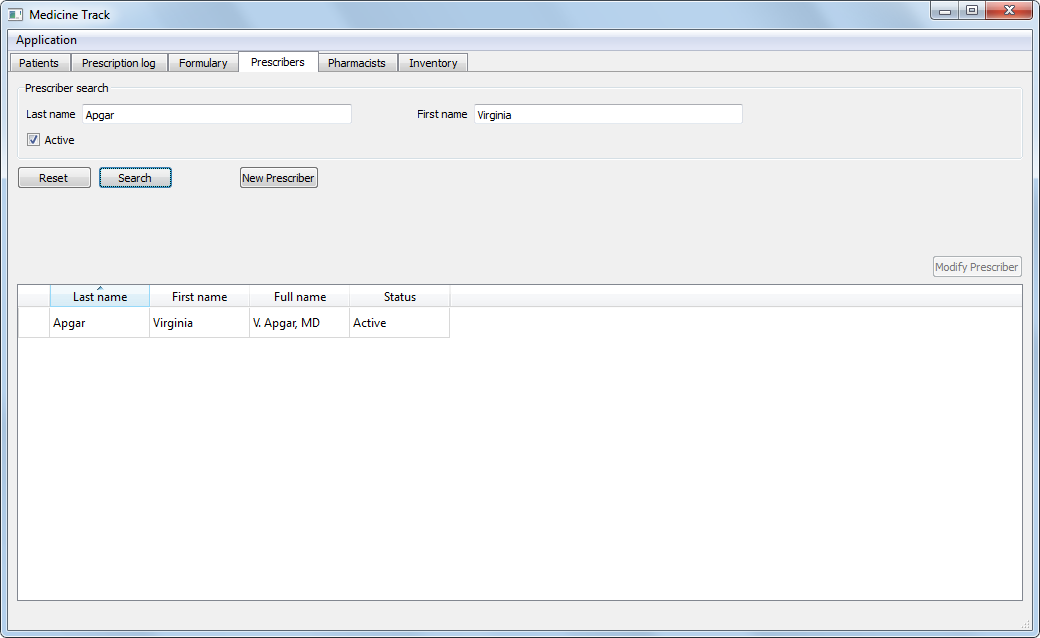 Medicine Track
Application
Patients Prescription log Formulary Prescribers Pharmacists Inventory
Prescriber search
Last name Apgar First name Virginia
Active
Reset Search New Prescriber
Modify Prescriber
Last name First name Full name Status
Apgar Virginia V. Apgar, MD Active